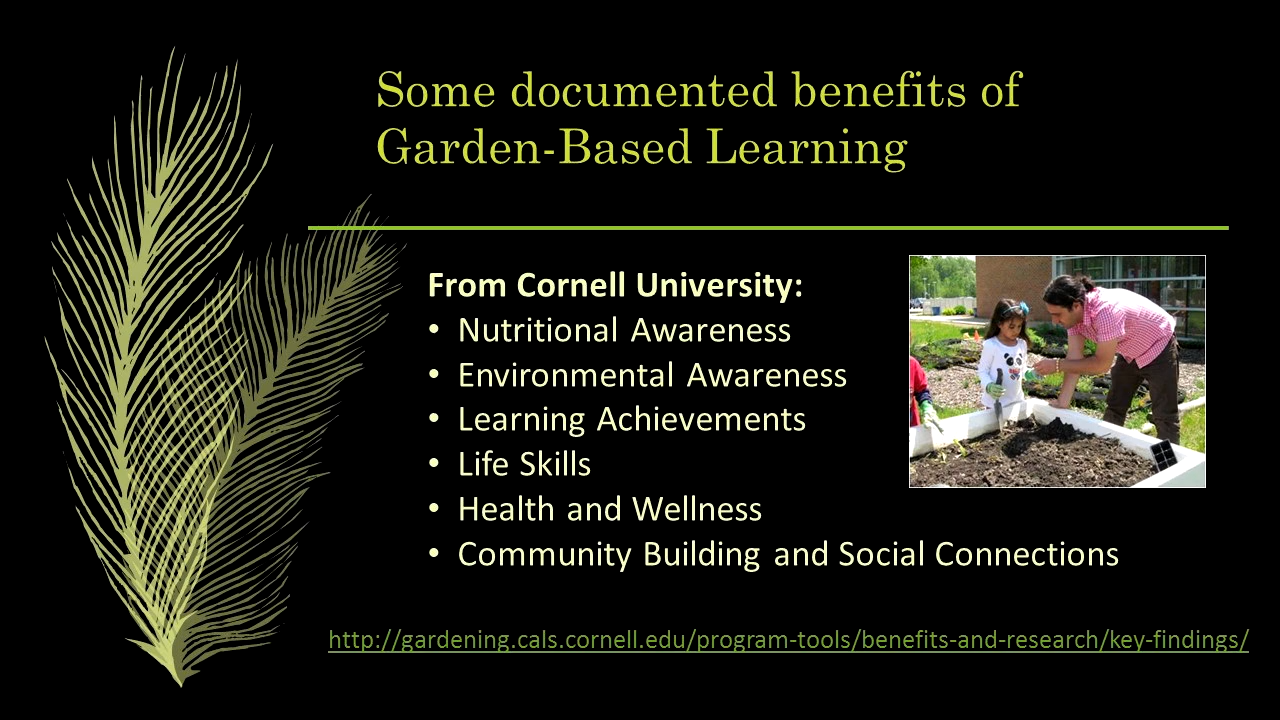 Some documented benefits of
Garden-Based Learning
From Cornell University:
• Nutritional Awareness
• Environmental Awareness
• Learning Achievements
• Life Skills
• Health and Wellness
• Community Building and Social Connections
http://gardening.cals.cornell.edu/program-tools/benefits-and-research/key-findings/